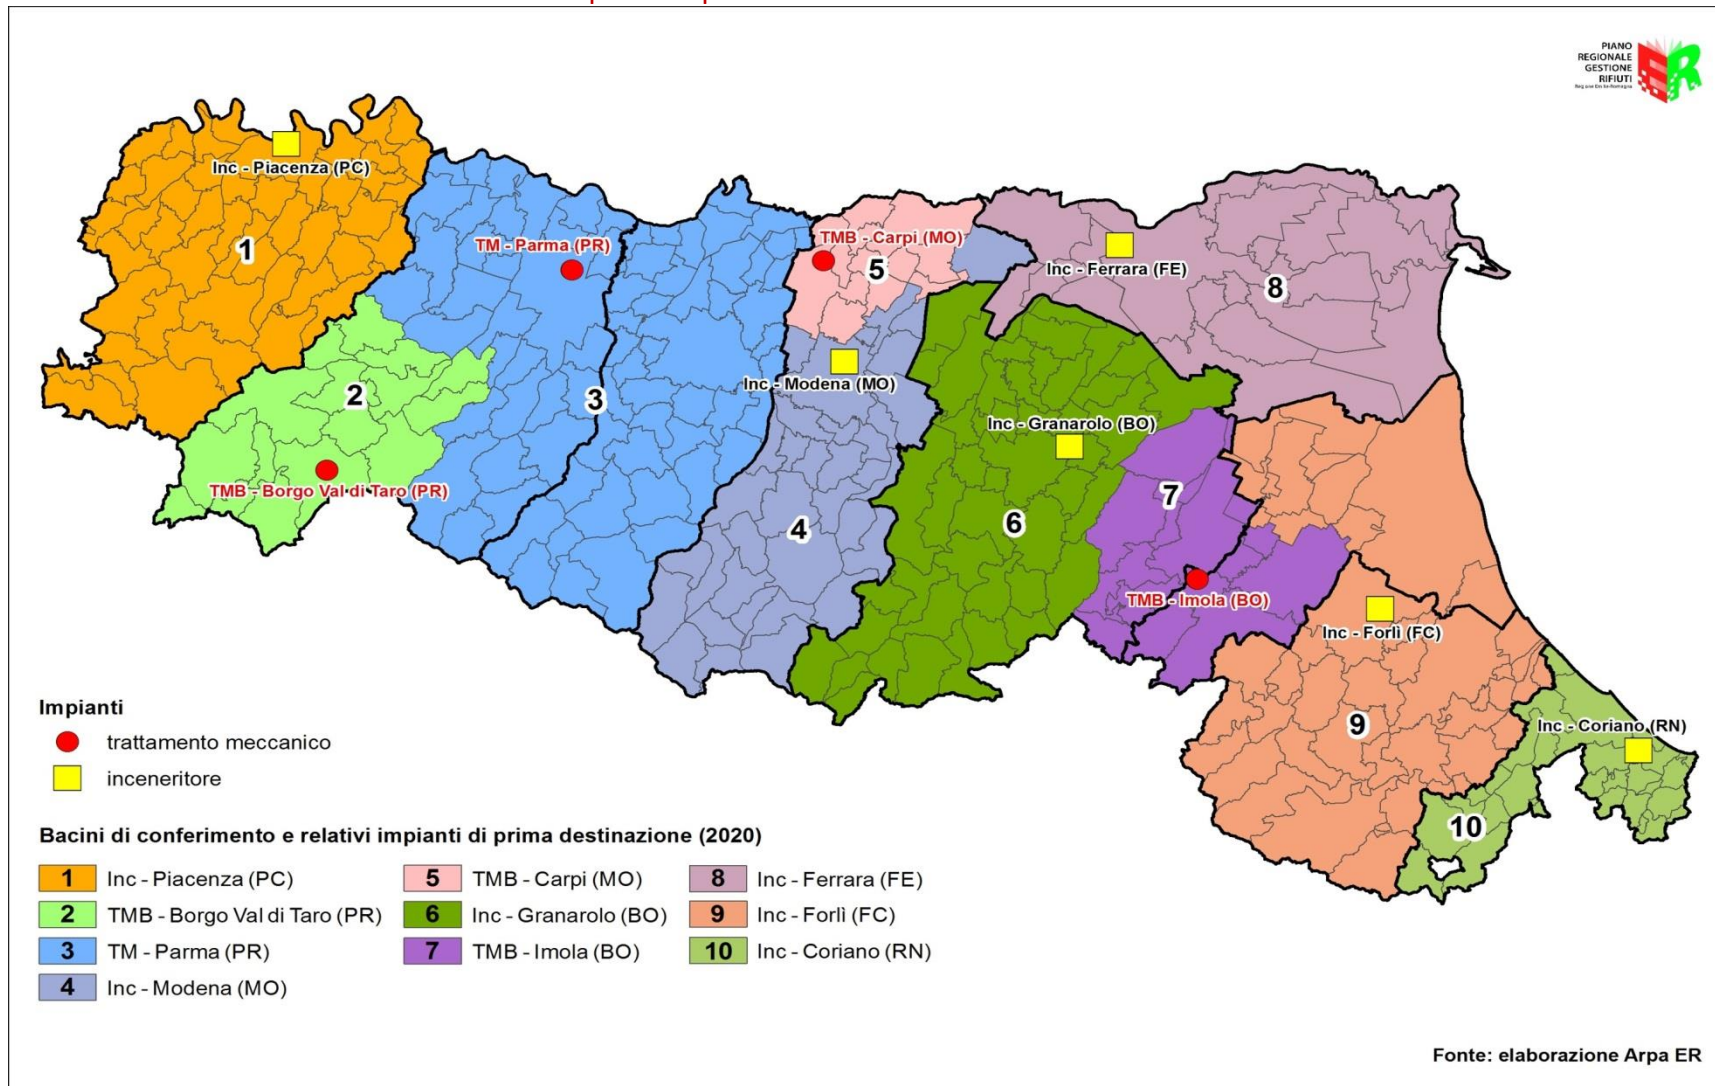 PIANO
REGIONALE
GESTIONE
RIFIUTI
Regione Emilia-Romagna
ER
Inc - Piacenza (PC)
1
TM - Parma (PR)
TMB - Carpi (MO)
5
Inc - Ferrara (FE)
8
2
3
Inc - Modena (MO)
Inc - Granarolo (BO)
TMB - Borgo Val di Taro (PR)
7
4
6
TMB - Imola (BO)
Inc - Forlì (FC)
9
Inc - Coriano (RN)
10
Impianti
trattamento meccanico
inceneritore
Bacini di conferimento e relativi impianti di prima destinazione (2020)
1 Inc - Piacenza (PC)
2 TMB - Borgo Val di Taro (PR)
3 TM - Parma (PR)
4 Inc - Modena (MO)
5 TMB - Carpi (MO)
6 Inc - Granarolo (BO)
7 TMB - Imola (BO)
8 Inc - Ferrara (FE)
9 Inc - Forlì (FC)
10 Inc - Coriano (RN)
Fonte: elaborazione Arpa ER